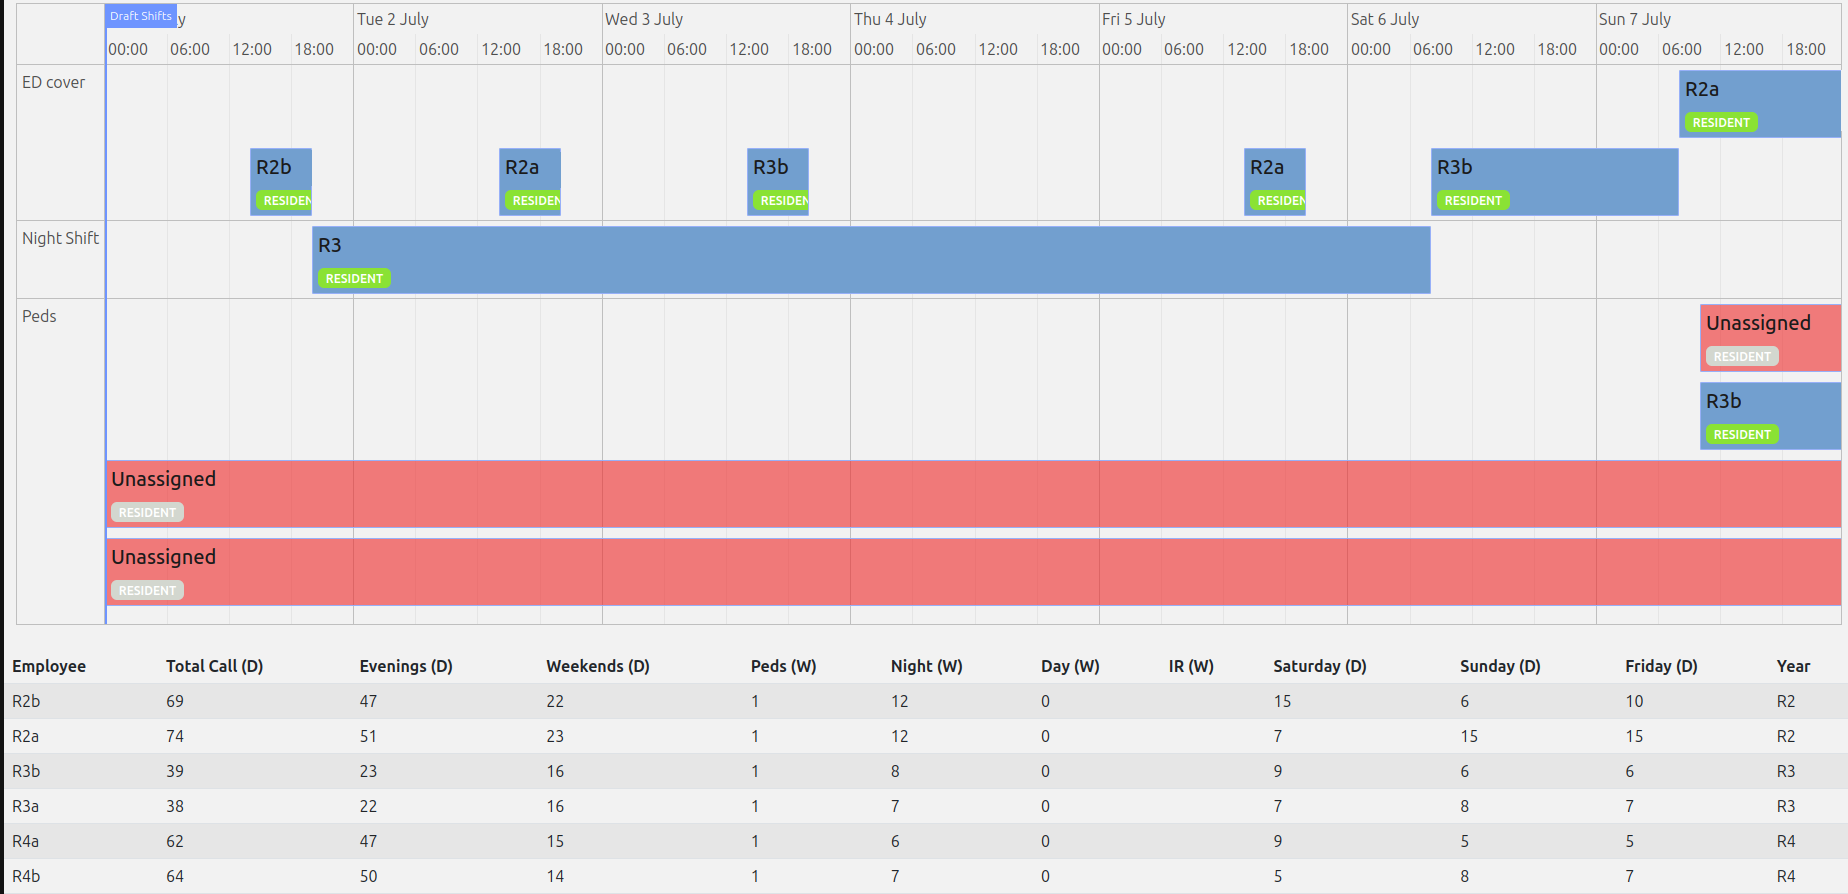 Draft Shifts y Tue 2 July Wed 3 July Thu 4 July Fri 5 July Sat 6 July Sun 7 July
00:00 06:00 12:00 18:00 00:00 06:00 12:00 18:00 00:00 06:00 12:00 18:00 00:00 06:00 12:00 18:00 00:00 06:00 12:00 18:00 00:00 06:00 12:00 18:00 00:00 06:00 12:00 18:00
ED cover
R2a
RESIDENT
R2b R2a R3b R2a R3b
RESIDEN RESIDEN RESIDEN RESIDEN RESIDENT
Night Shift
R3
RESIDENT
Peds
Unassigned
RESIDENT
R3b
RESIDENT
Unassigned
RESIDENT
Unassigned
RESIDENT
Employee Total Call (D) Evenings (D) Weekends (D) Peds (W) Night (W) Day (W) IR (W) Saturday (D) Sunday (D) Friday (D) Year
R2b 69 47 22 1 12 0 15 6 10 R2
R2a 74 51 23 1 12 0 7 15 15 R2
R3b 39 23 16 1 8 0 9 6 6 R3
R3a 38 22 16 1 7 0 7 8 7 R3
R4a 62 47 15 1 6 0 9 5 5 R4
R4b 64 50 14 1 7 0 5 8 7 R4